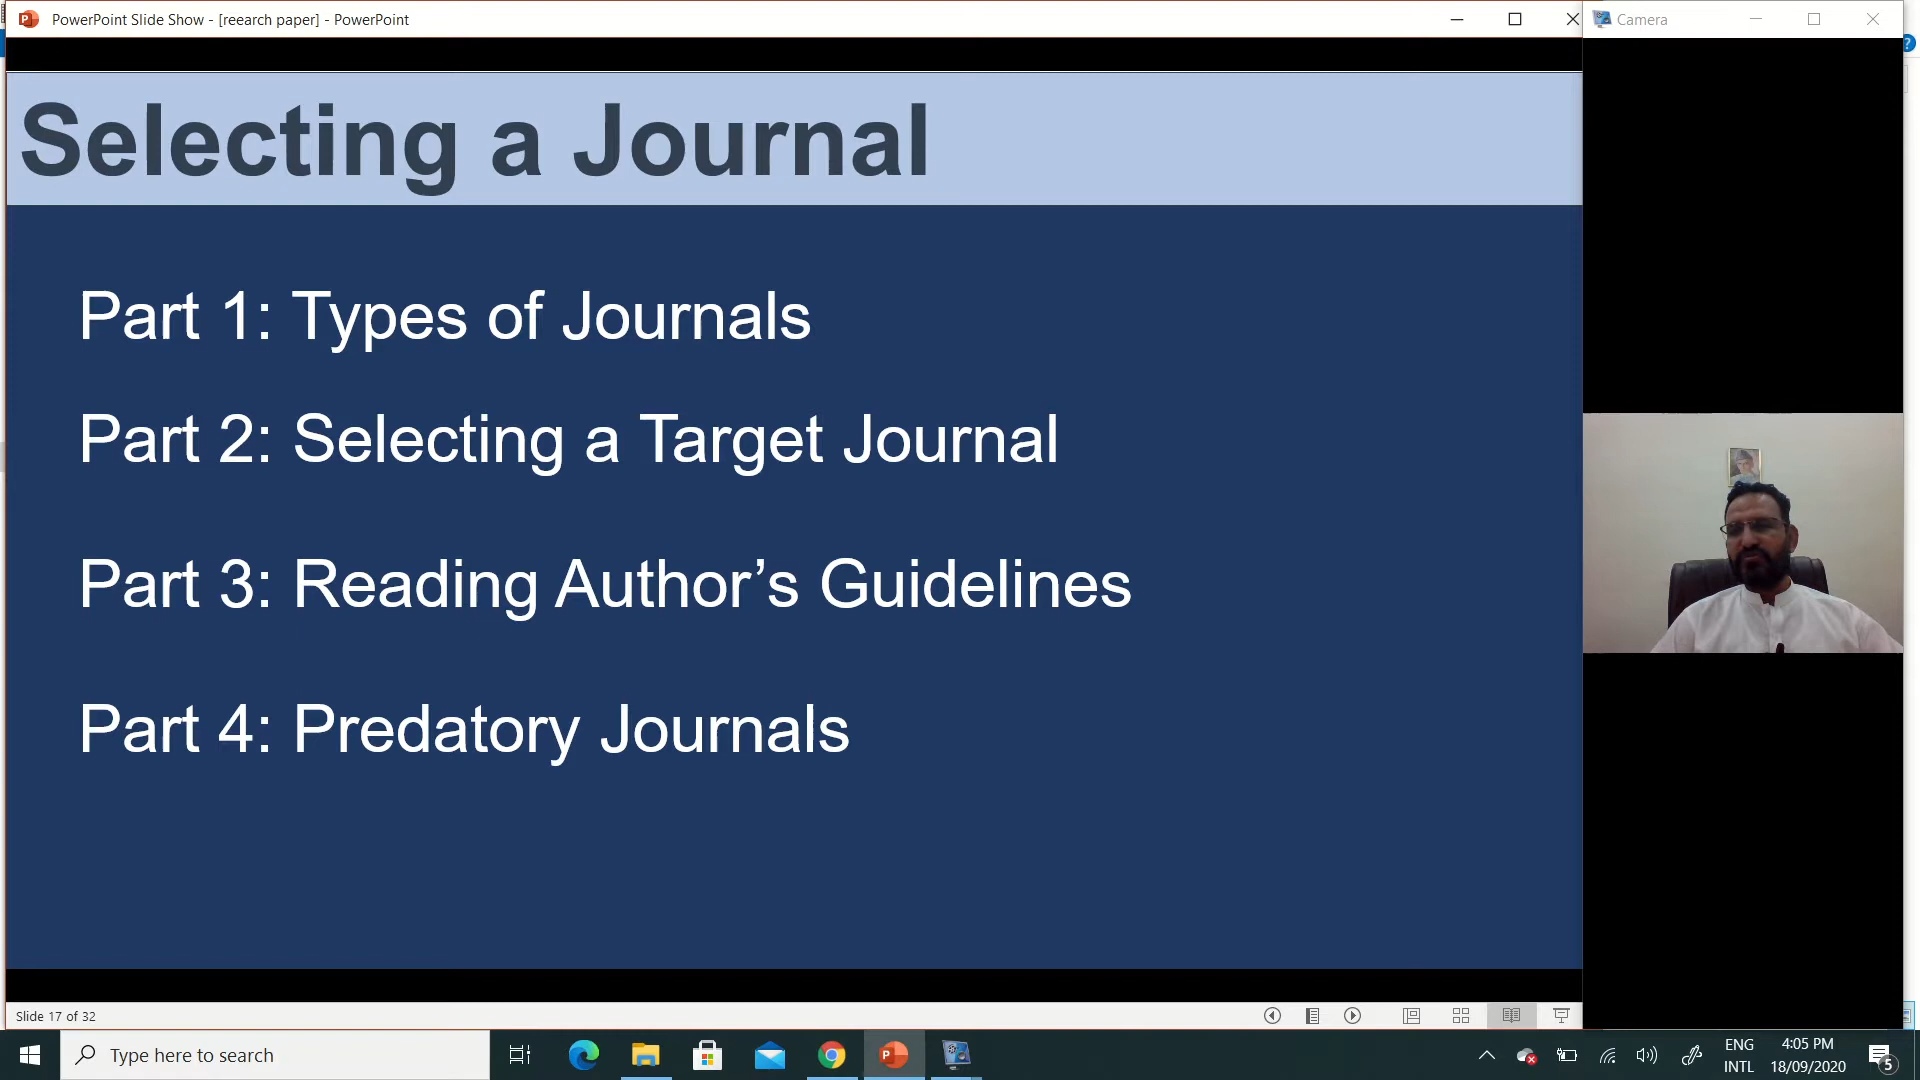 PowerPoint Slide Show - [reearch paper] - PowerPoint
Camera
Selecting a Journal
Part 1: Types of Journals
Part 2: Selecting a Target Journal
Part 3: Reading Author’s Guidelines
Part 4: Predatory Journals
Slide 17 of 32
Type here to search
ENG
INTL
4:05 PM
18/09/2020
5